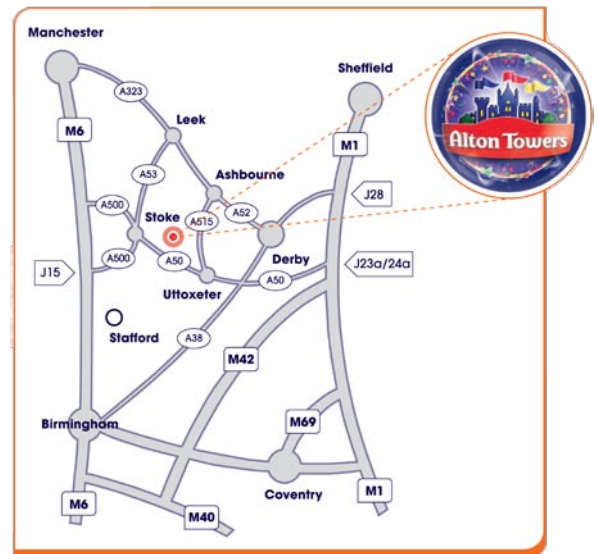 Manchester
Sheffield
A323
M6
Leek
M1
Alton Towers
A53
Ashbourne
J28
A500
Stoke
A515
A52
Derby
J15
A500
A50
A50
J23a/24a
Uttoxeter
Stafford
A38
M42
Birmingham
M69
Coventry
M6
M40
M1